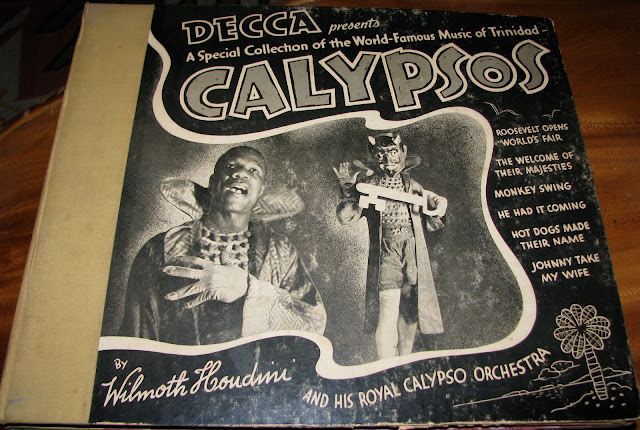 DECCA presents
A Special Collection of the World-Famous Music of Trinidad-
CALYPSOS
ROOSEVELT OPENS
WORLD'S FAIR
THE WELCOME OF
THEIR MAJESTIES
MONKEY SWING
HE HAD IT COMING
HOT DOGS MADE
THEIR NAME
JOHNNY TAKE
MY WIFE
BY
Wilmoth Houdini
AND HIS ROYAL CALYPSO ORCHESTRA